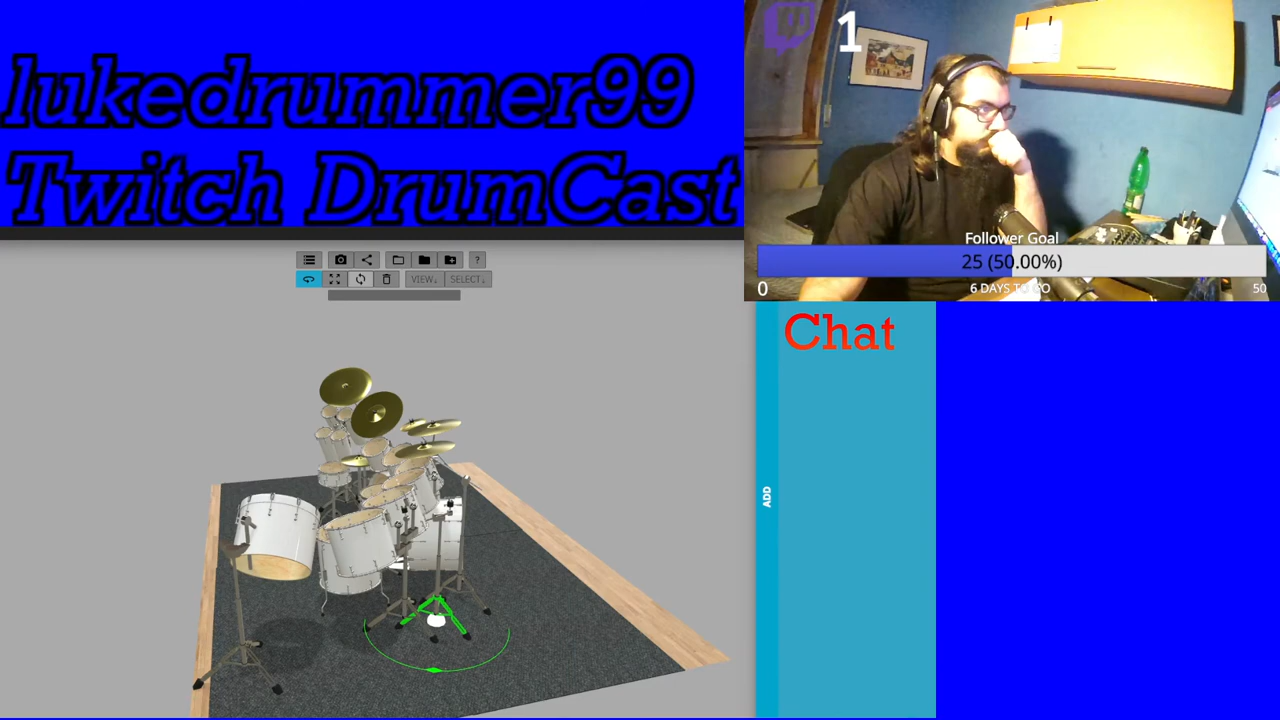 lukedrummer99
Twitch DrumCast
1
Follower Goal
25 (50.00%)
0
6 DAYS TO GO
50
?
VIEW
SELECT
Chat
ADD